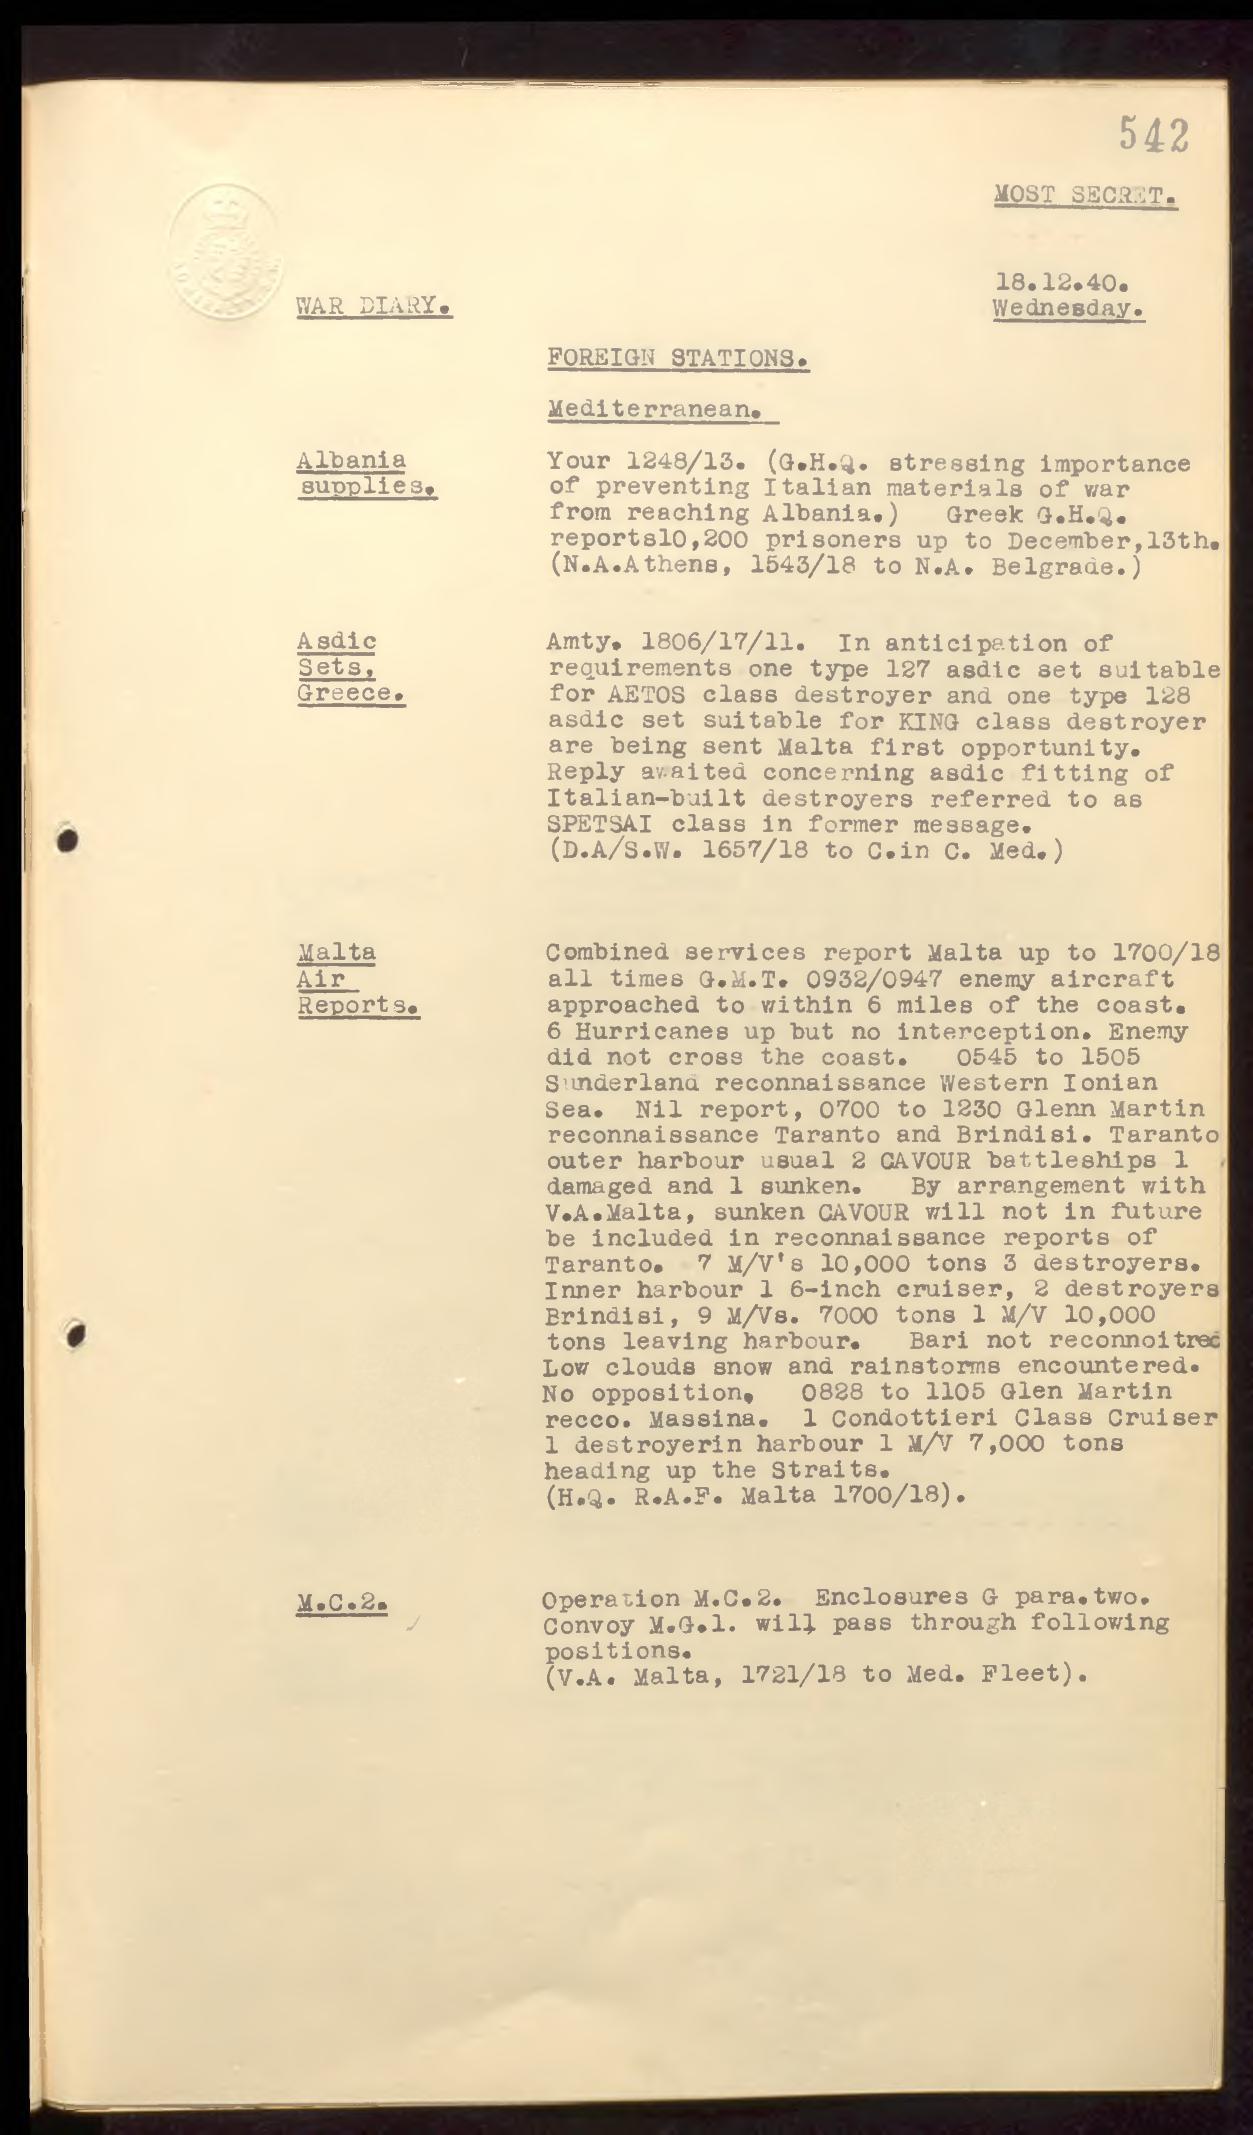 542
MOST SECRET.
18.12.40.
Wednesday.
WAR DIARY.
FOREIGN STATIONS.
Mediterranean.
Albania
supplies.
Your 1248/13. (G.H.Q. stressing importance
of preventing Italian materials of war
from reaching Albania.) Greek G.H.Q.
reports10,200 prisoners up to December,13th.
(N.A.Athens, 1543/18 to N.A. Belgrade.)
Asdic
Sets,
Greece.
Amty. 1806/17/11. In anticipation of
requirements one type 127 asdic set suitable
for AETOS class destroyer and one type 128
asdic set suitable for KING class destroyer
are being sent Malta first opportunity.
Reply awaited concerning asdic fitting of
Italian-built destroyers referred to as
SPETSAI class in former message.
(D.A/S.W. 1657/18 to C.in C. Med.)
Malta
Air
Reports.
Combined services report Malta up to 1700/18
all times G.M.T. 0932/0947 enemy aircraft
approached to within 6 miles of the coast.
6 Hurricanes up but no interception. Enemy
did not cross the coast. 0545 to 1505
Sunderland reconnaissance Western Ionian
Sea. Nil report, 0700 to 1230 Glenn Martin
reconnaissance Taranto and Brindisi. Taranto
outer harbour usual 2 CAVOUR battleships 1
damaged and 1 sunken. By arrangement with
V.A.Malta, sunken CAVOUR will not in future
be included in reconnaissance reports of
Taranto. 7 M/V's 10,000 tons 3 destroyers.
Inner harbour 1 6-inch cruiser, 2 destroyers
Brindisi, 9 M/Vs. 7000 tons 1 M/V 10,000
tons leaving harbour. Bari not reconnoitred
Low clouds snow and rainstorms encountered.
No opposition, 0828 to 1105 Glen Martin
recco. Massina. 1 Condottieri Class Cruiser
1 destroyerin harbour 1 M/V 7,000 tons
heading up the Straits.
(H.Q. R.A.F. Malta 1700/18).
M.C.2.
Operation M.C.2. Enclosures G para.two.
Convoy M.G.1. will pass through following
positions.
(V.A. Malta, 1721/18 to Med. Fleet).